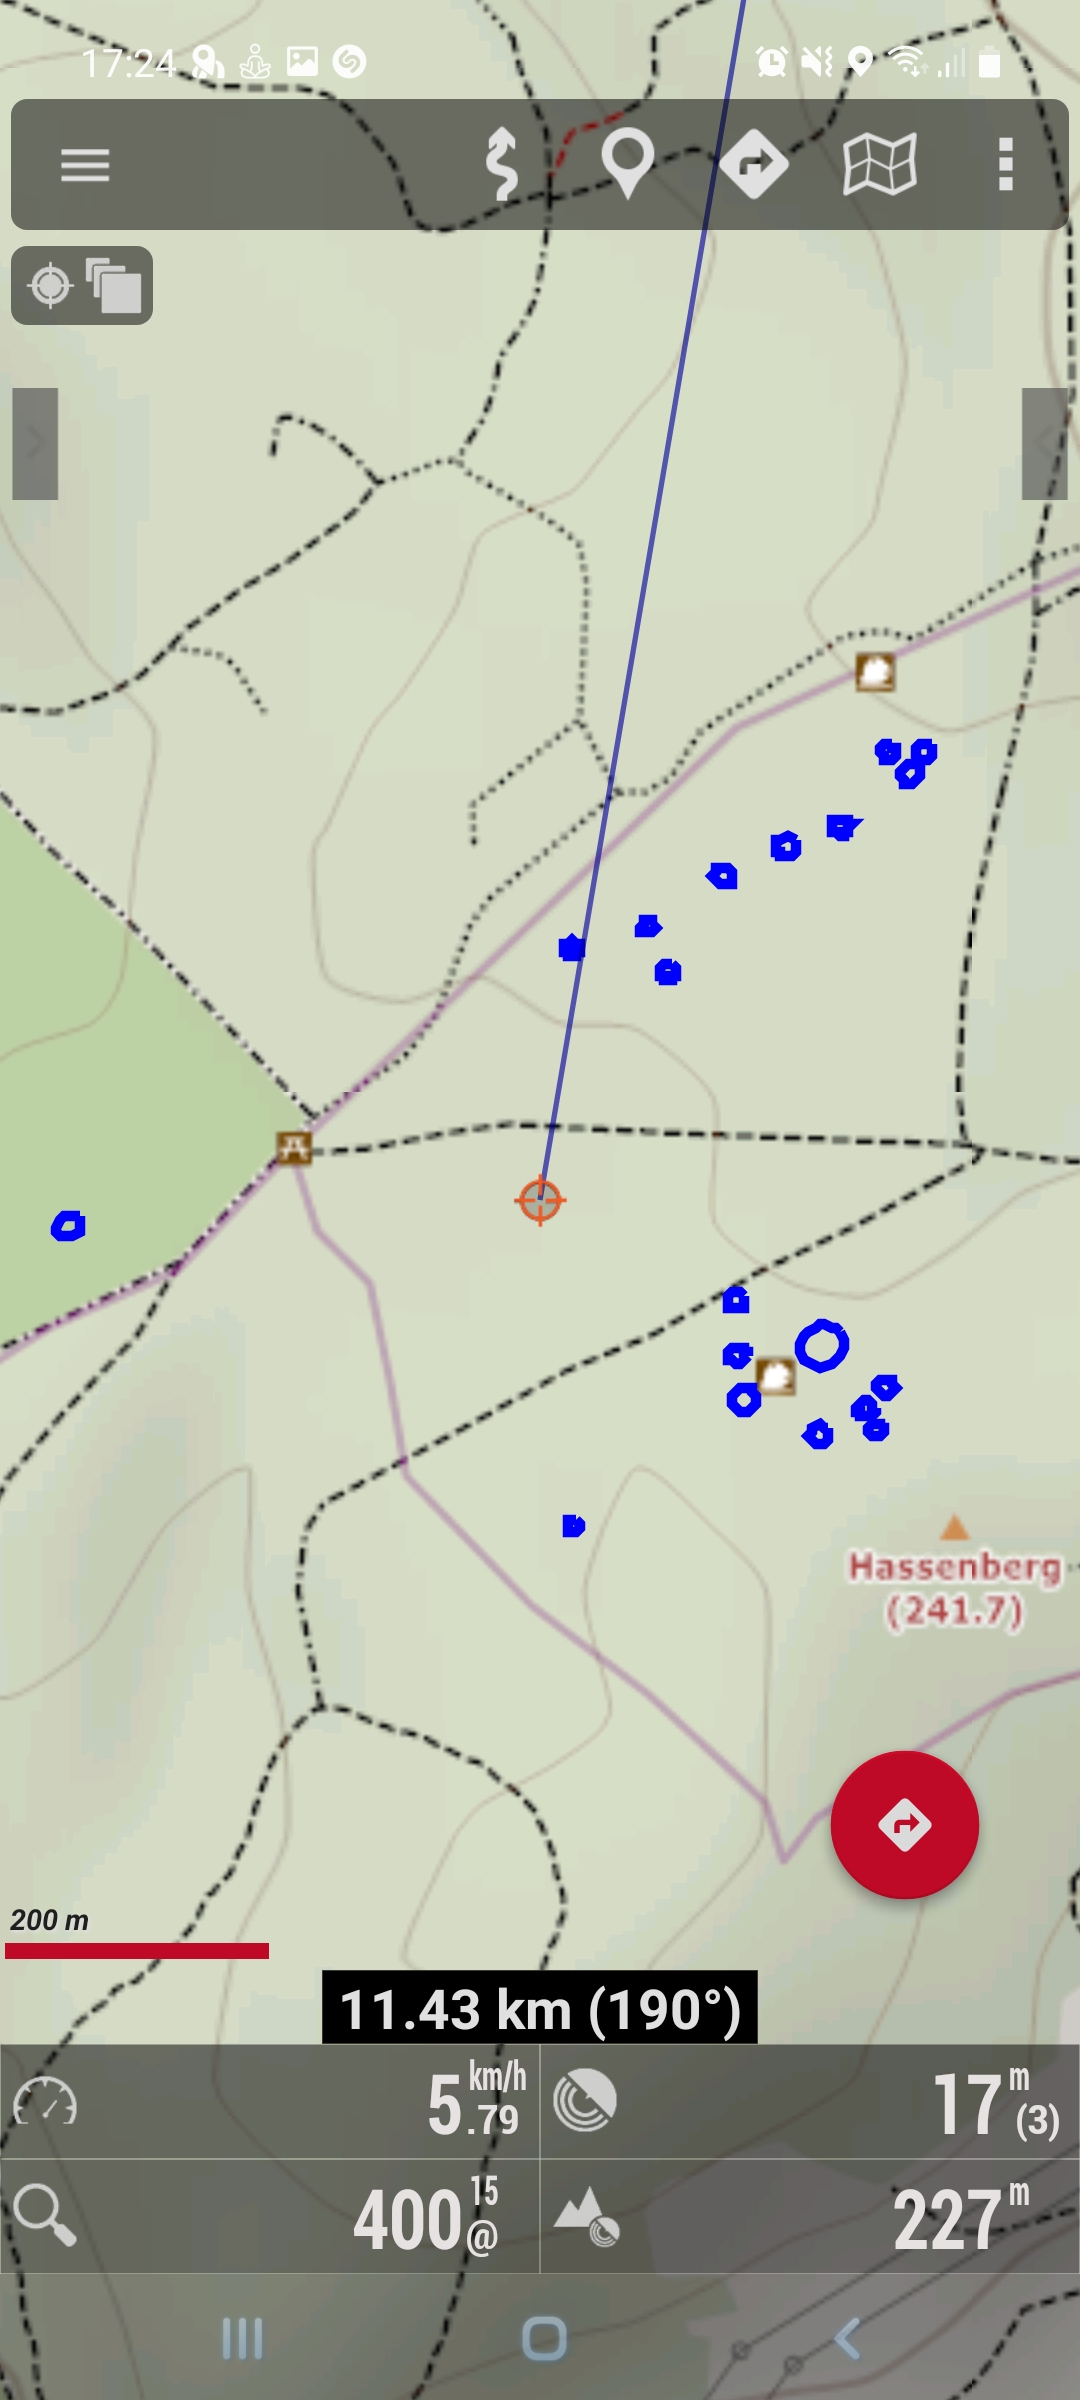 17:24
Hassenberg
(241.7)
200 m
11.43 km (190°)
5.79 km/h
17 m (3)
400@ 15
227 m